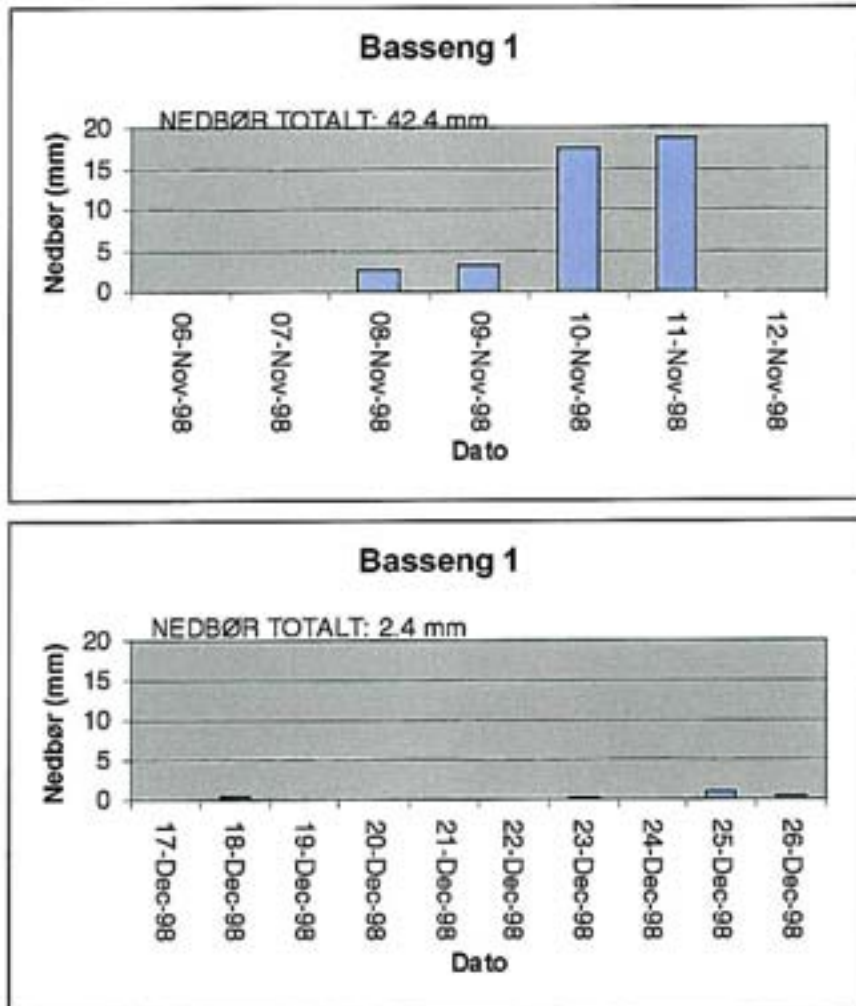 Basseng 1
NEDBØR TOTALT: 42.4 mm
Nedbør (mm)
20
15
10
5
0
06-Nov-98
07-Nov-98
08-Nov-98
09-Nov-98
10-Nov-98
11-Nov-98
12-Nov-98
Dato
Basseng 1
NEDBØR TOTALT: 2.4 mm
Nedbør (mm)
20
15
10
5
0
17-Dec-98
18-Dec-98
19-Dec-98
20-Dec-98
21-Dec-98
22-Dec-98
23-Dec-98
24-Dec-98
25-Dec-98
26-Dec-98
Dato